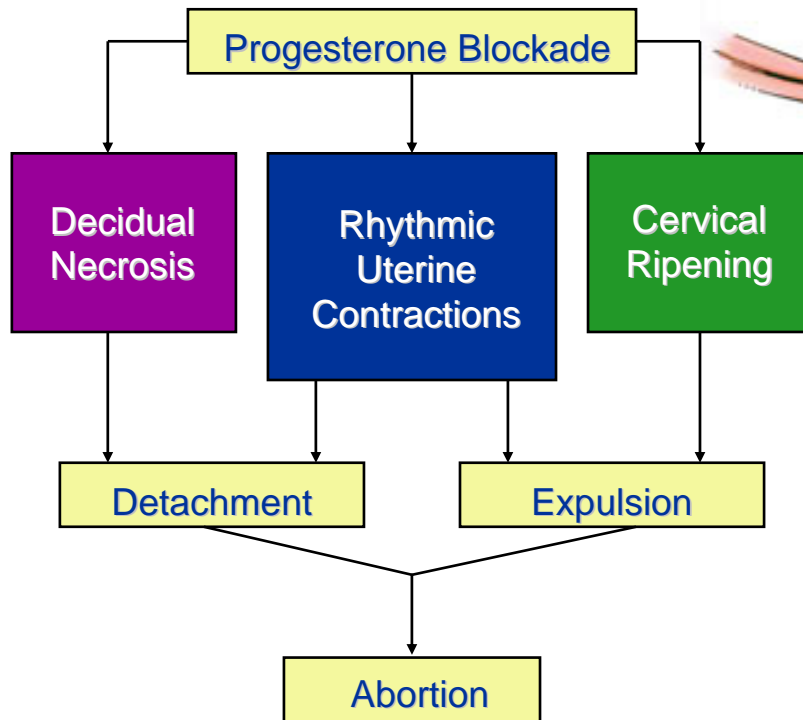 Progesterone Blockade
Decidual
Necrosis
Rhythmic
Uterine
Contractions
Cervical
Ripening
Detachment
Expulsion
Abortion